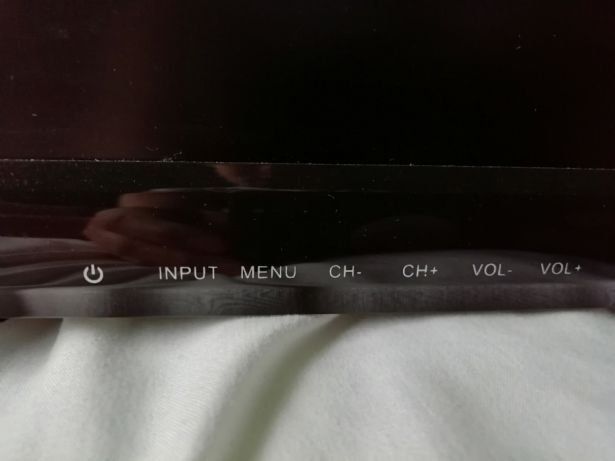 INPUT MENU CH- CH+ VOL- VOL+